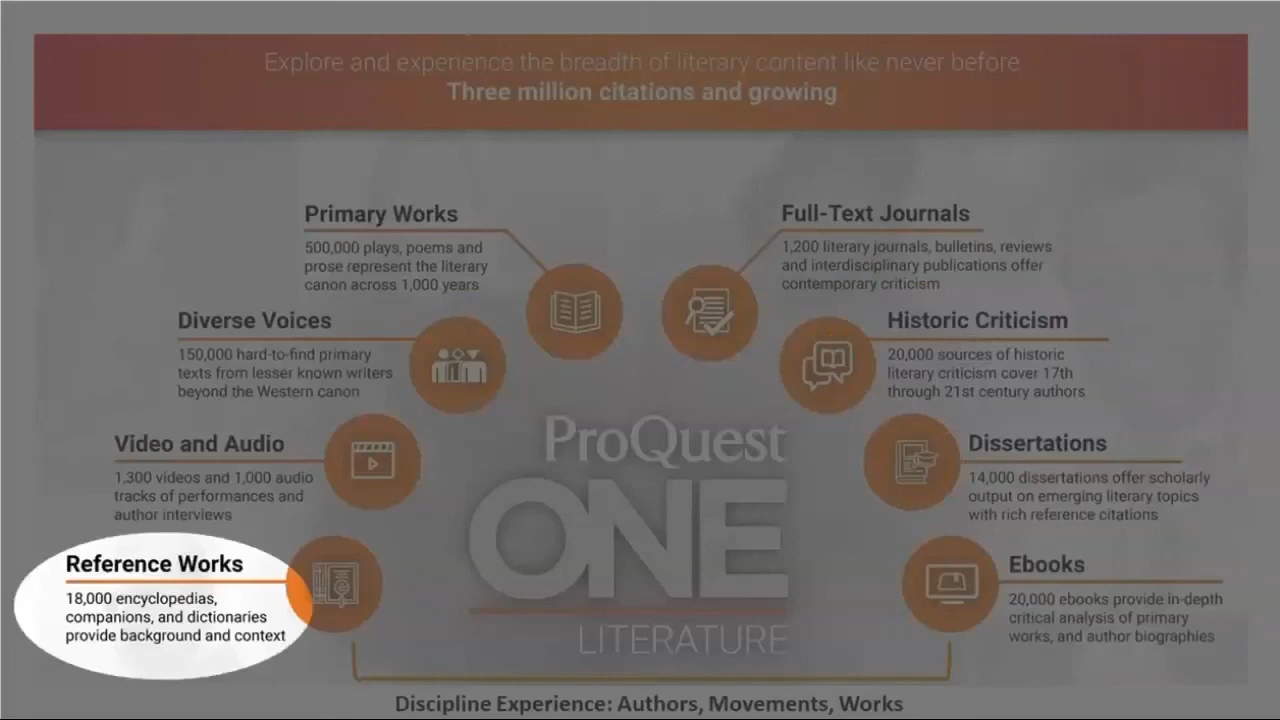 Explore and experience the breadth of literary content like never before
Three million citations and growing
Primary Works
500,000 plays, poems and
prose represent the literary
canon across 1,000 years
Full-Text Journals
1,200 literary journals, bulletins, reviews
and interdisciplinary publications offer
contemporary criticism
Diverse Voices
150,000 hard-to-find primary
texts from lesser known writers
beyond the Western canon
Historic Criticism
20,000 sources of historic
literary criticism cover 17th
through 21st century authors
Video and Audio
1,300 videos and 1,000 audio
tracks of performances and
author interviews
Dissertations
14,000 dissertations offer scholarly
output on emerging literary topics
with rich reference citations
Reference Works
18,000 encyclopedias,
companions, and dictionaries
provide background and context
Ebooks
20,000 ebooks provide in-depth
critical analysis of primary
works, and author biographies
ProQuest
ONE
LITERATURE
Discipline Experience: Authors, Movements, Works